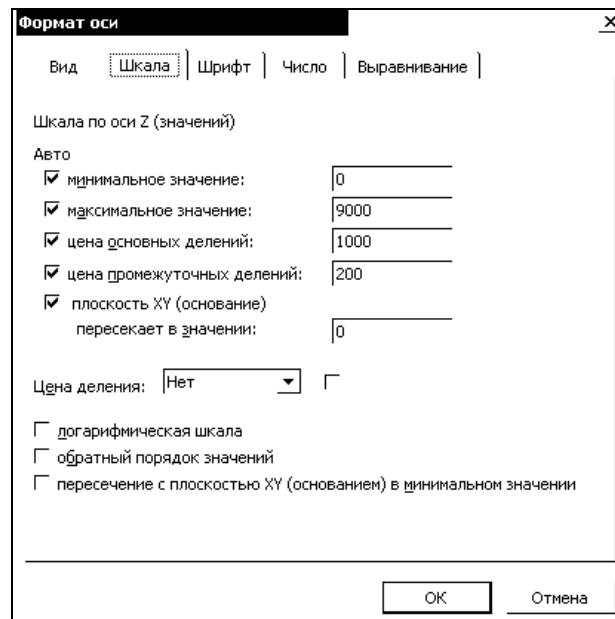 Формат оси
Вид Шкала Шрифт Число Выравнивание
Шкала по оси Z (значений)
Авто
минимальное значение: 0
максимальное значение: 9000
цена основных делений: 1000
цена промежуточных делений: 200
плоскость XY (основание)
пересекает в значении: 0
Цена деления: Нет
логарифмическая шкала
обратный порядок значений
пересечение с плоскостью XY (основанием) в минимальном значении
ОК Отмена